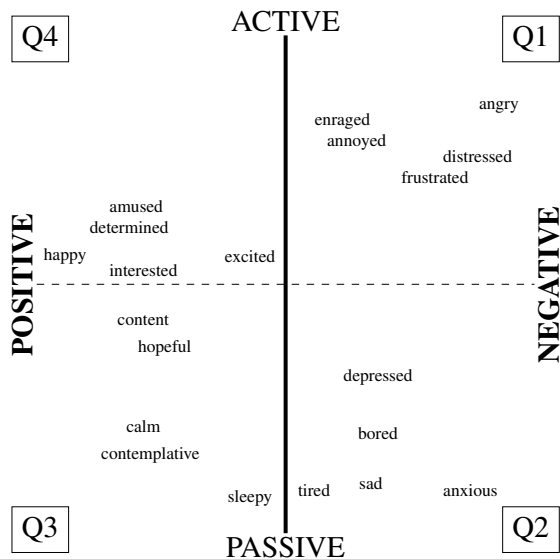 Q4
ACTIVE
Q1
angry
enraged
annoyed
distressed
frustrated
amused
determined
happy
excited
interested
POSITIVE
NEGATIVE
content
hopeful
depressed
calm
bored
contemplative
sleepy
tired
sad
anxious
Q3
PASSIVE
Q2